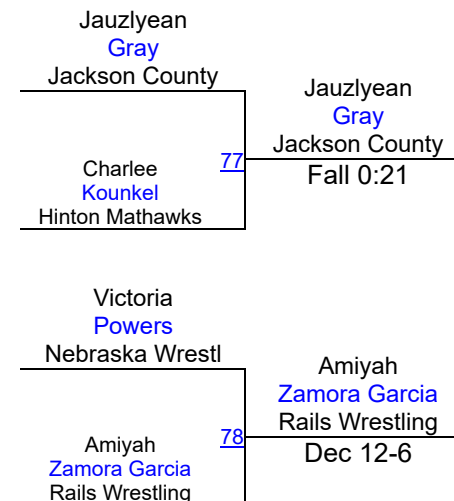 Jauzlyean
Gray
Jackson County
Jauzlyean
Gray
Jackson County
77
Charlee
Kounkel
Hinton Mathawks
Fall 0:21
Victoria
Powers
Nebraska Wrestl
Amiyah
Zamora Garcia
Rails Wrestling
78
Amiyah
Zamora Garcia
Rails Wrestling
Dec 12-6